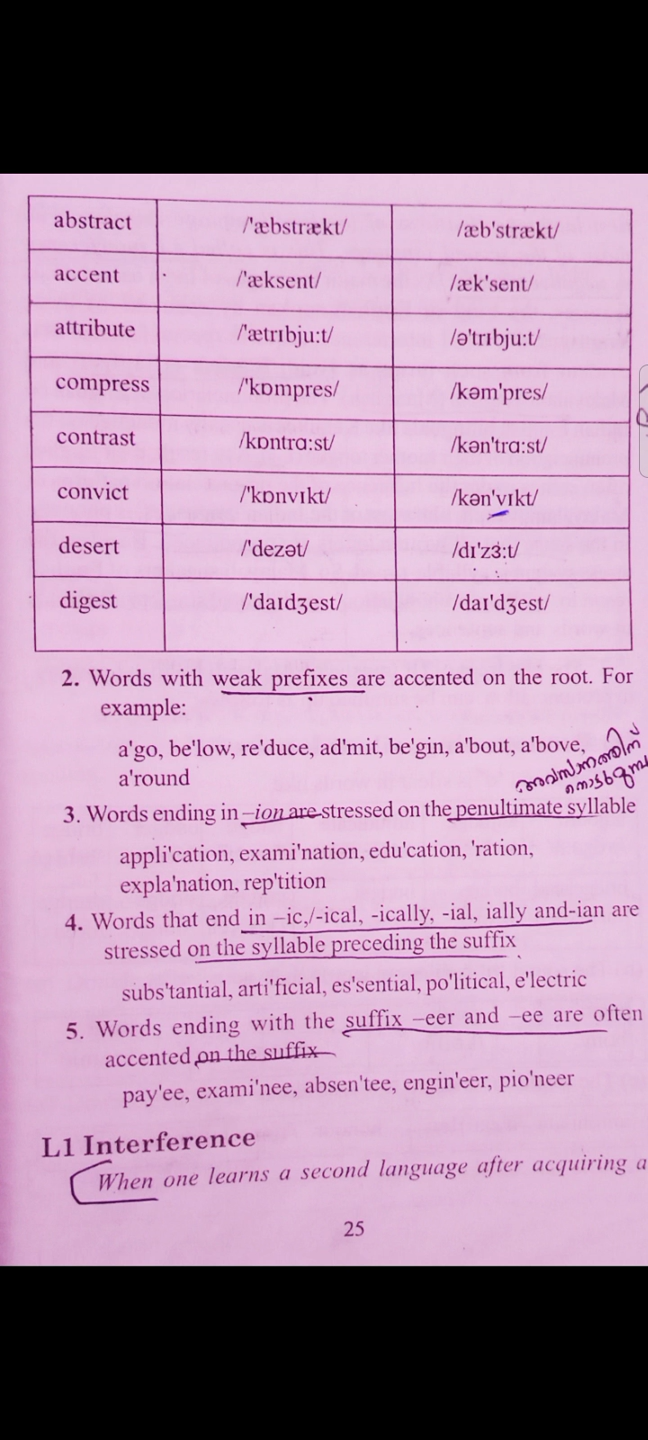 abstract /'æbstrækt/ /æb'strækt/
accent /'æksent/ /æk'sent/
attribute /'ætrɪbju:t/ /ə'trɪbju:t/
compress /'kɒmpres/ /kəm'pres/
contrast /kɒntrɑ:st/ /kən'trɑ:st/
convict /'kɒnvɪkt/ /kən'vɪkt/
desert /'dezət/ /dɪ'zɜ:t/
digest /'daɪdʒest/ /daɪ'dʒest/
2. Words with weak prefixes are accented on the root. For
example:
a'go, be'low, re'duce, ad'mit, be'gin, a'bout, a'bove,
a'round
3. Words ending in –ion are stressed on the penultimate syllable
appli'cation, exami'nation, edu'cation, 'ration,
expla'nation, rep'tition
4. Words that end in –ic,/-ical, -ically, -ial, ially and-ian are
stressed on the syllable preceding the suffix
subs'tantial, arti'ficial, es'sential, po'litical, e'lectric
5. Words ending with the suffix –eer and –ee are often
accented on the suffix
pay'ee, exami'nee, absen'tee, engin'eer, pio'neer
L1 Interference
When one learns a second language after acquiring a
25